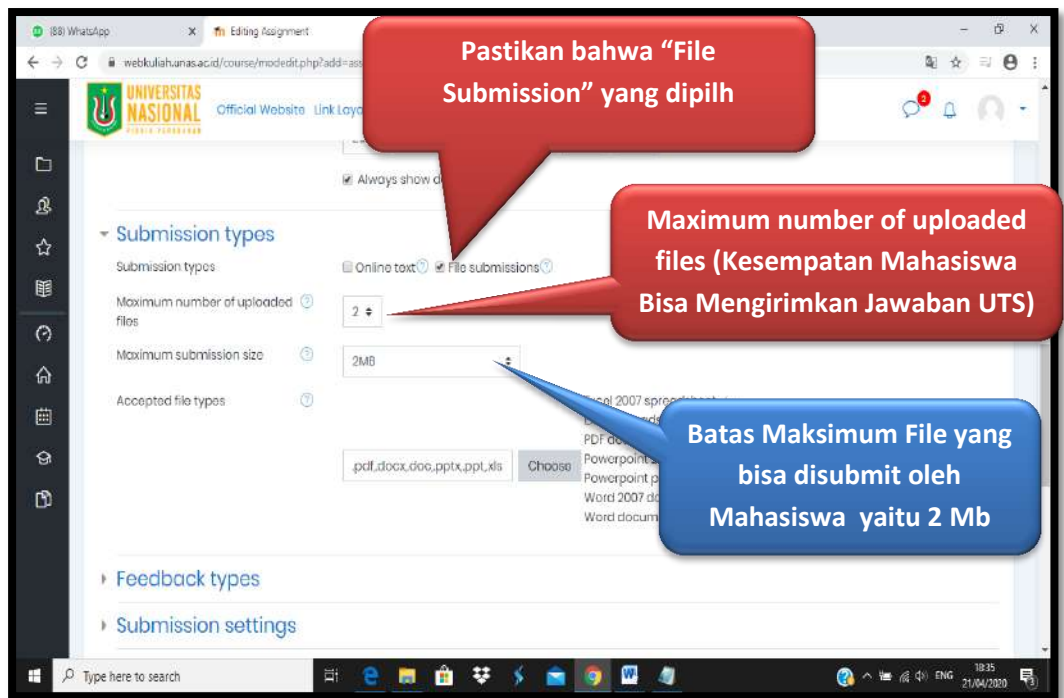 (88) WhatsApp
Editing Assignment
webkuliah.unas.ac.id/course/modedit.php?add=ass
Pastikan bahwa “File
Submission” yang dipilh
UNIVERSITAS
NASIONAL
Official Website Link Laya
2
Always show d
Maximum number of uploaded
files (Kesempatan Mahasiswa
Bisa Mengirimkan Jawaban UTS)
Submission types
Submission types
Online text File submissions
Maximum number of uploaded
files
2
Maximum submission size
2MB
Accepted file types
Excel 2007
PDF
Powerpoint
Powerpoint
Word 2007
Word
.pdf,.docx,.doc,.pptx,.ppt,.xls
Choose
Batas Maksimum File yang
bisa disubmit oleh
Mahasiswa yaitu 2 Mb
Feedback types
Submission settings
Type here to search
ENG
18:35
21/04/2020